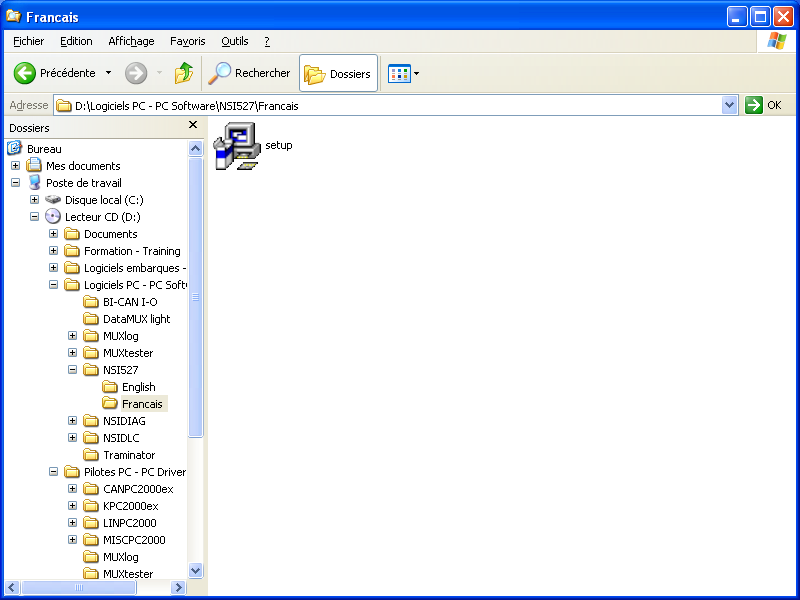 Francais
Fichier Edition Affichage Favoris Outils ?
Précédente Rechercher Dossiers
Adresse D:\Logiciels PC - PC Software\NSI527\Francais OK
Dossiers
setup
Bureau
Mes documents
Poste de travail
Disque local (C:)
Lecteur CD (D:)
Documents
Formation - Training
Logiciels embarques -
Logiciels PC - PC Soft
BI-CAN I-O
DataMUX light
MUXlog
MUXtester
NSI527
English
Francais
NSIDIAG
NSIDLC
Traminator
Pilotes PC - PC Driver
CANPC2000ex
KPC2000ex
LINPC2000
MISCPC2000
MUXlog
MUXtester